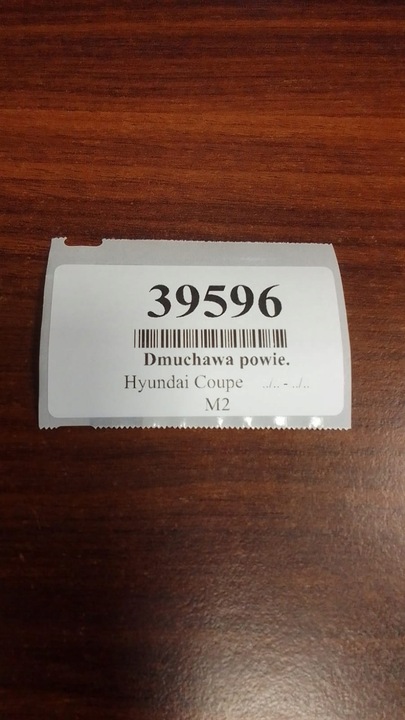 39596
Dmuchawa powie.
Hyundai Coupe ../.. - ../..
M2